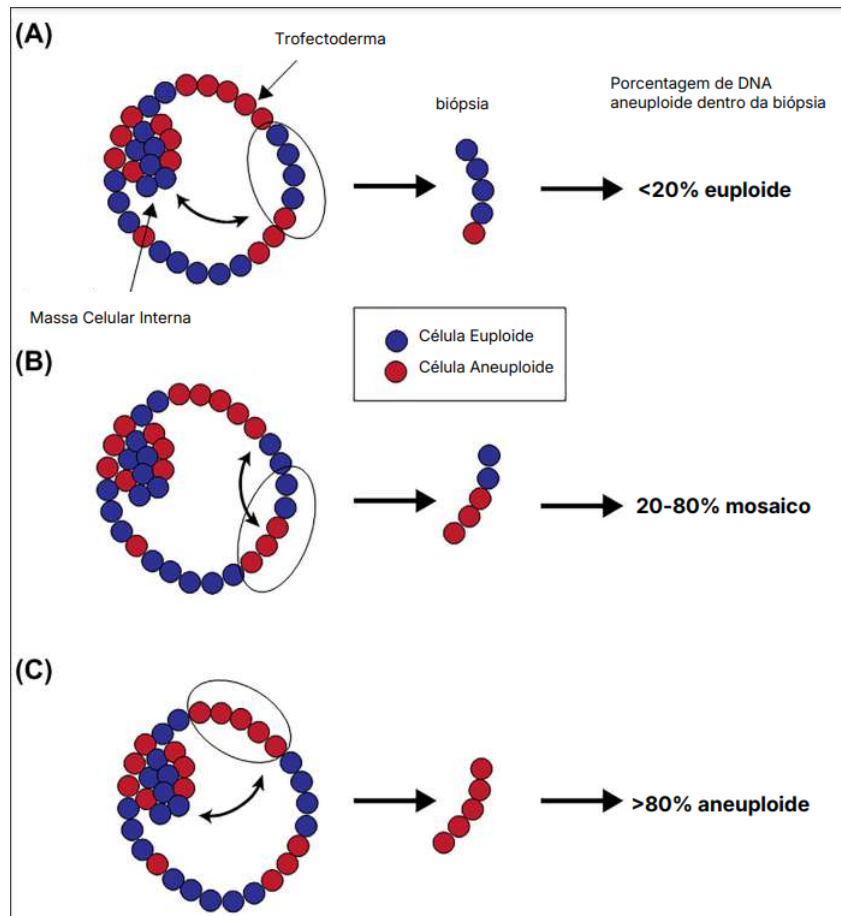 (A)
Trofectoderma
biópsia
Porcentagem de DNA
aneuploide dentro da biópsia
<20% euploide
Massa Celular Interna
Célula Euploide
Célula Aneuploide
(B)
20-80% mosaico
(C)
>80% aneuploide